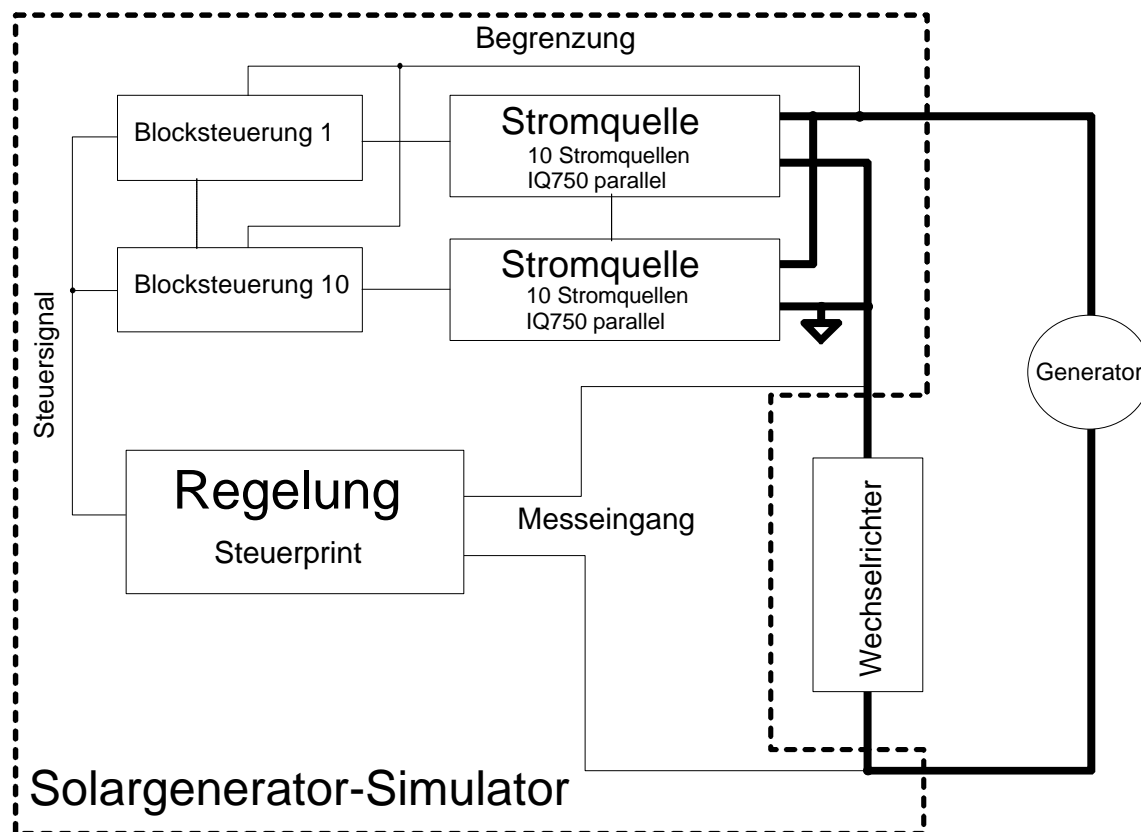 Begrenzung
Blocksteuerung 1
Stromquelle
10 Stromquellen
IQ750 parallel
Blocksteuerung 10
Stromquelle
10 Stromquellen
IQ750 parallel
Steuersignal
Generator
Regelung
Steuerprint
Messeingang
Wechselrichter
Solargenerator-Simulator